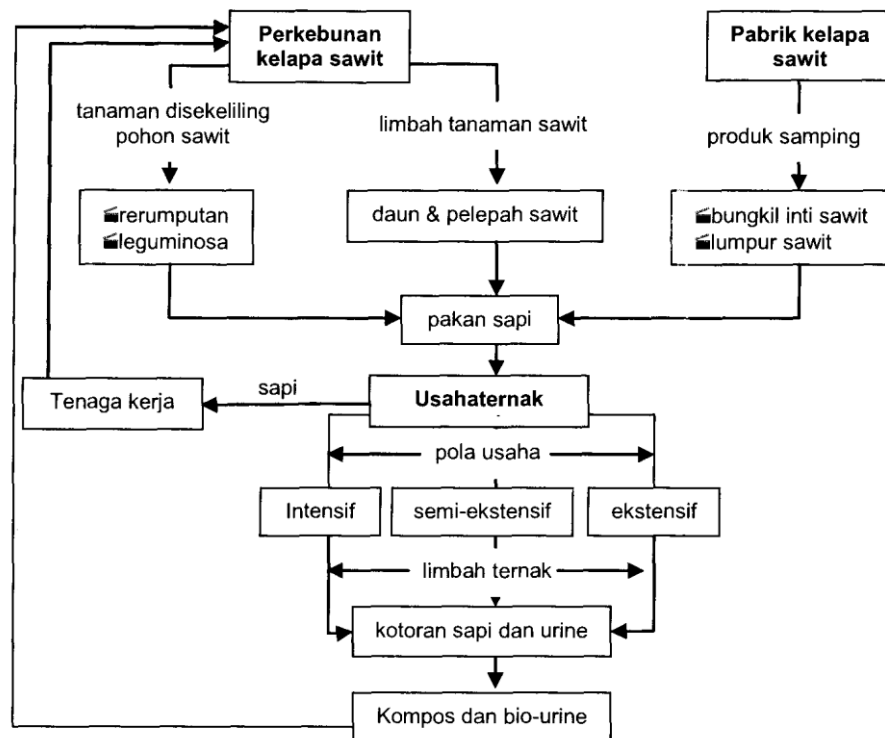 Perkebunan
kelapa sawit
Pabrik kelapa
sawit
tanaman disekeliling
pohon sawit
limbah tanaman sawit
produk samping
rerumputan
leguminosa
daun & pelepah sawit
bungkil inti sawit
lumpur sawit
pakan sapi
Tenaga kerja
sapi
Usahaternak
pola usaha
Intensif
semi-ekstensif
ekstensif
limbah ternak
kotoran sapi dan urine
Kompos dan bio-urine